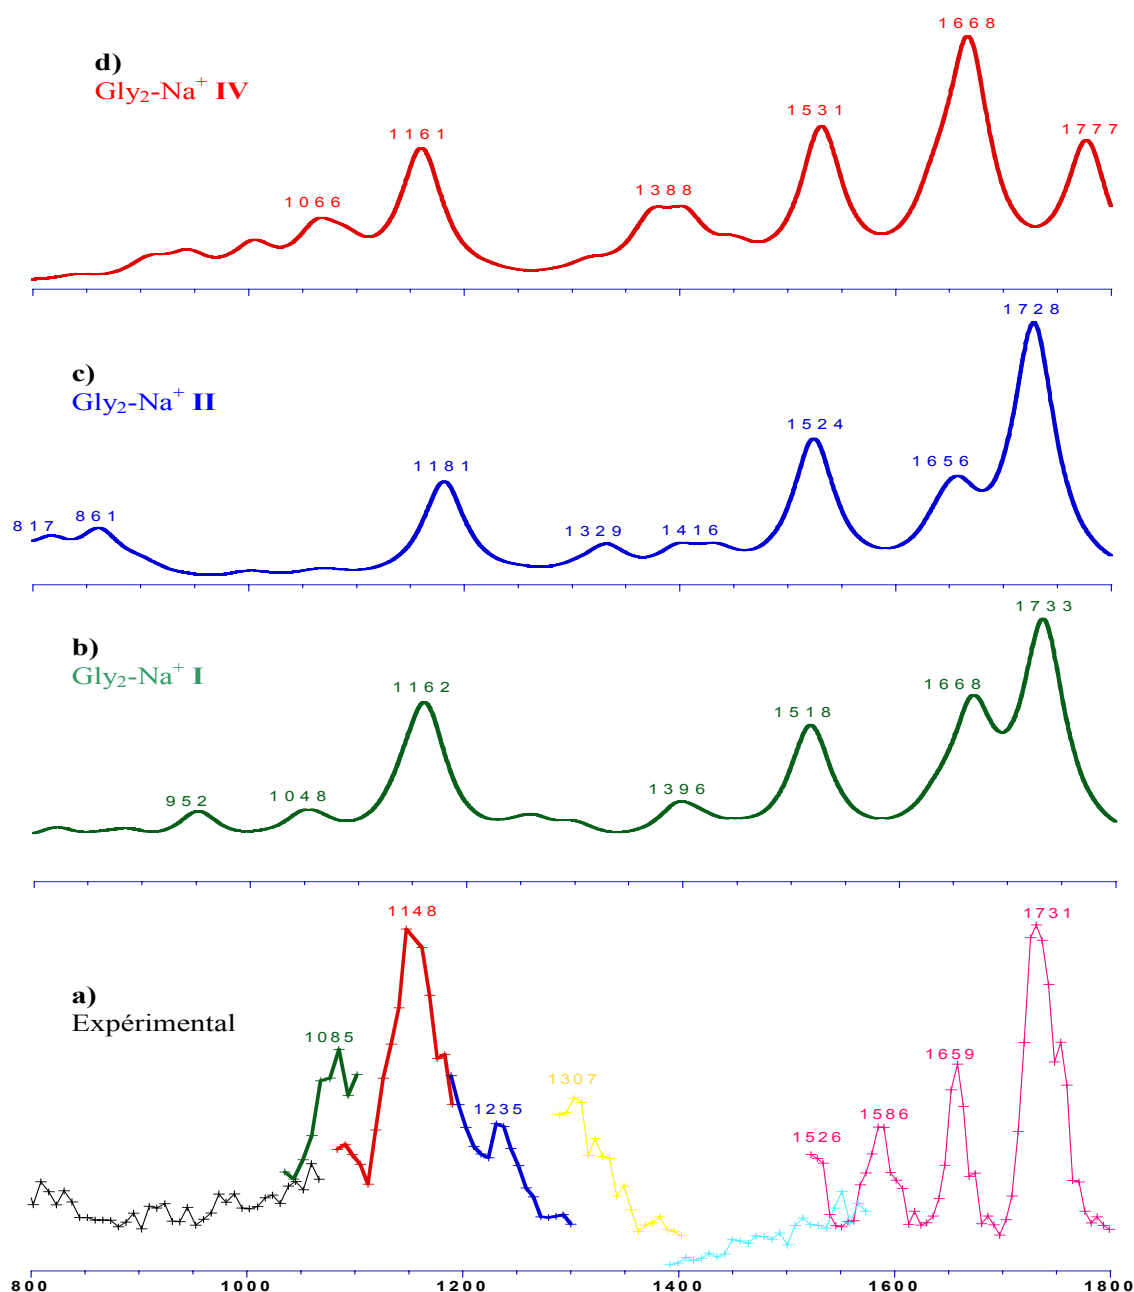 1668
d)
Gly₂-Na⁺ IV
1531
1161
1777
1388
1066
1728
c)
Gly₂-Na⁺ II
1524
1181
1656
817 861
1329 1416
1733
b)
Gly₂-Na⁺ I
1162
1668
1518
952 1048
1396
1148
1731
a)
Expérimental
1085
1659
1307
1235
1586
1526
800 1000 1200 1400 1600 1800